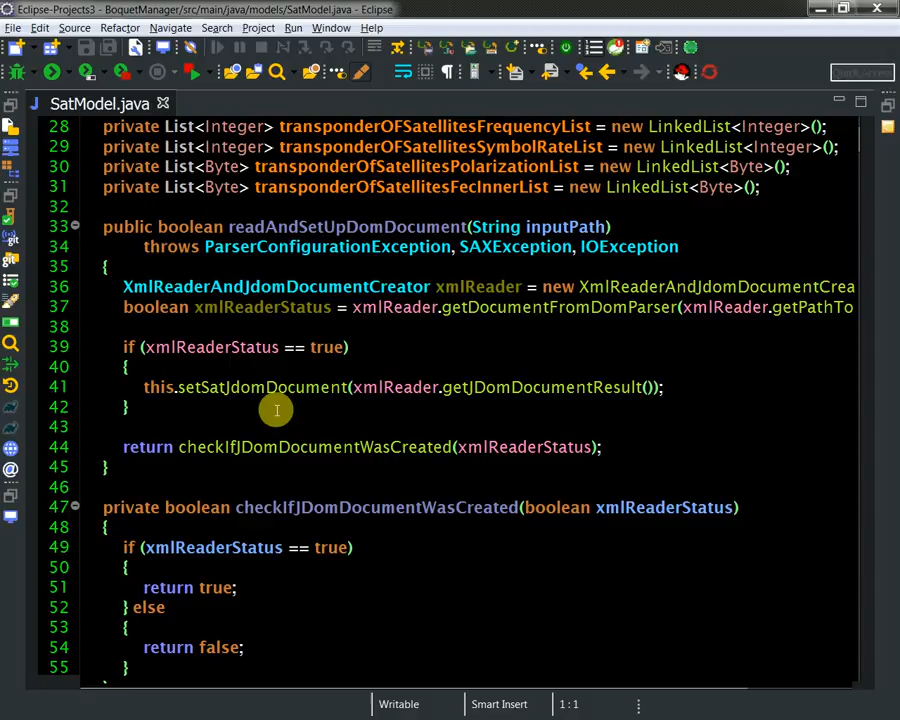 Eclipse-Projects3 - BoquetManager/src/main/java/models/SatModel.java - Eclipse
File Edit Source Refactor Navigate Search Project Run Window Help
Quick Access
SatModel.java
28 private List<Integer> transponderOFSatellitesFrequencyList = new LinkedList<Integer>();
29 private List<Integer> transponderOFSatellitesSymbolRateList = new LinkedList<Integer>();
30 private List<Byte> transponderOfSatellitesPolarizationList = new LinkedList<Byte>();
31 private List<Byte> transponderOfSatellitesFecInnerList = new LinkedList<Byte>();
32
33 public boolean readAndSetUpDomDocument(String inputPath)
34 throws ParserConfigurationException, SAXException, IOException
35 {
36 XmlReaderAndJdomDocumentCreator xmlReader = new XmlReaderAndJdomDocumentCrea
37 boolean xmlReaderStatus = xmlReader.getDocumentFromDomParser(xmlReader.getPathTo
38
39 if (xmlReaderStatus == true)
40 {
41 this.setSatJdomDocument(xmlReader.getJDomDocumentResult());
42 }
43
44 return checkIfJDomDocumentWasCreated(xmlReaderStatus);
45 }
46
47 private boolean checkIfJDomDocumentWasCreated(boolean xmlReaderStatus)
48 {
49 if (xmlReaderStatus == true)
50 {
51 return true;
52 } else
53 {
54 return false;
55 }
Writable Smart Insert 1 : 1